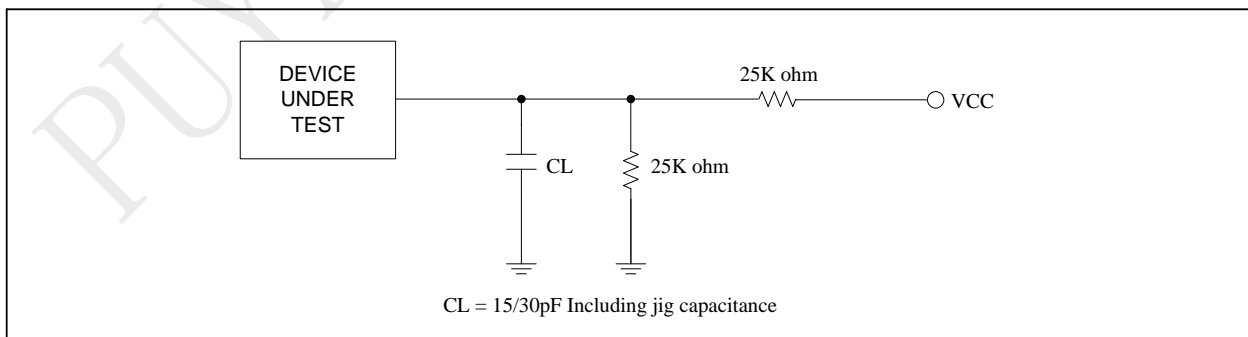 DEVICE
UNDER
TEST
25K ohm
VCC
CL
25K ohm
CL = 15/30pF Including jig capacitance